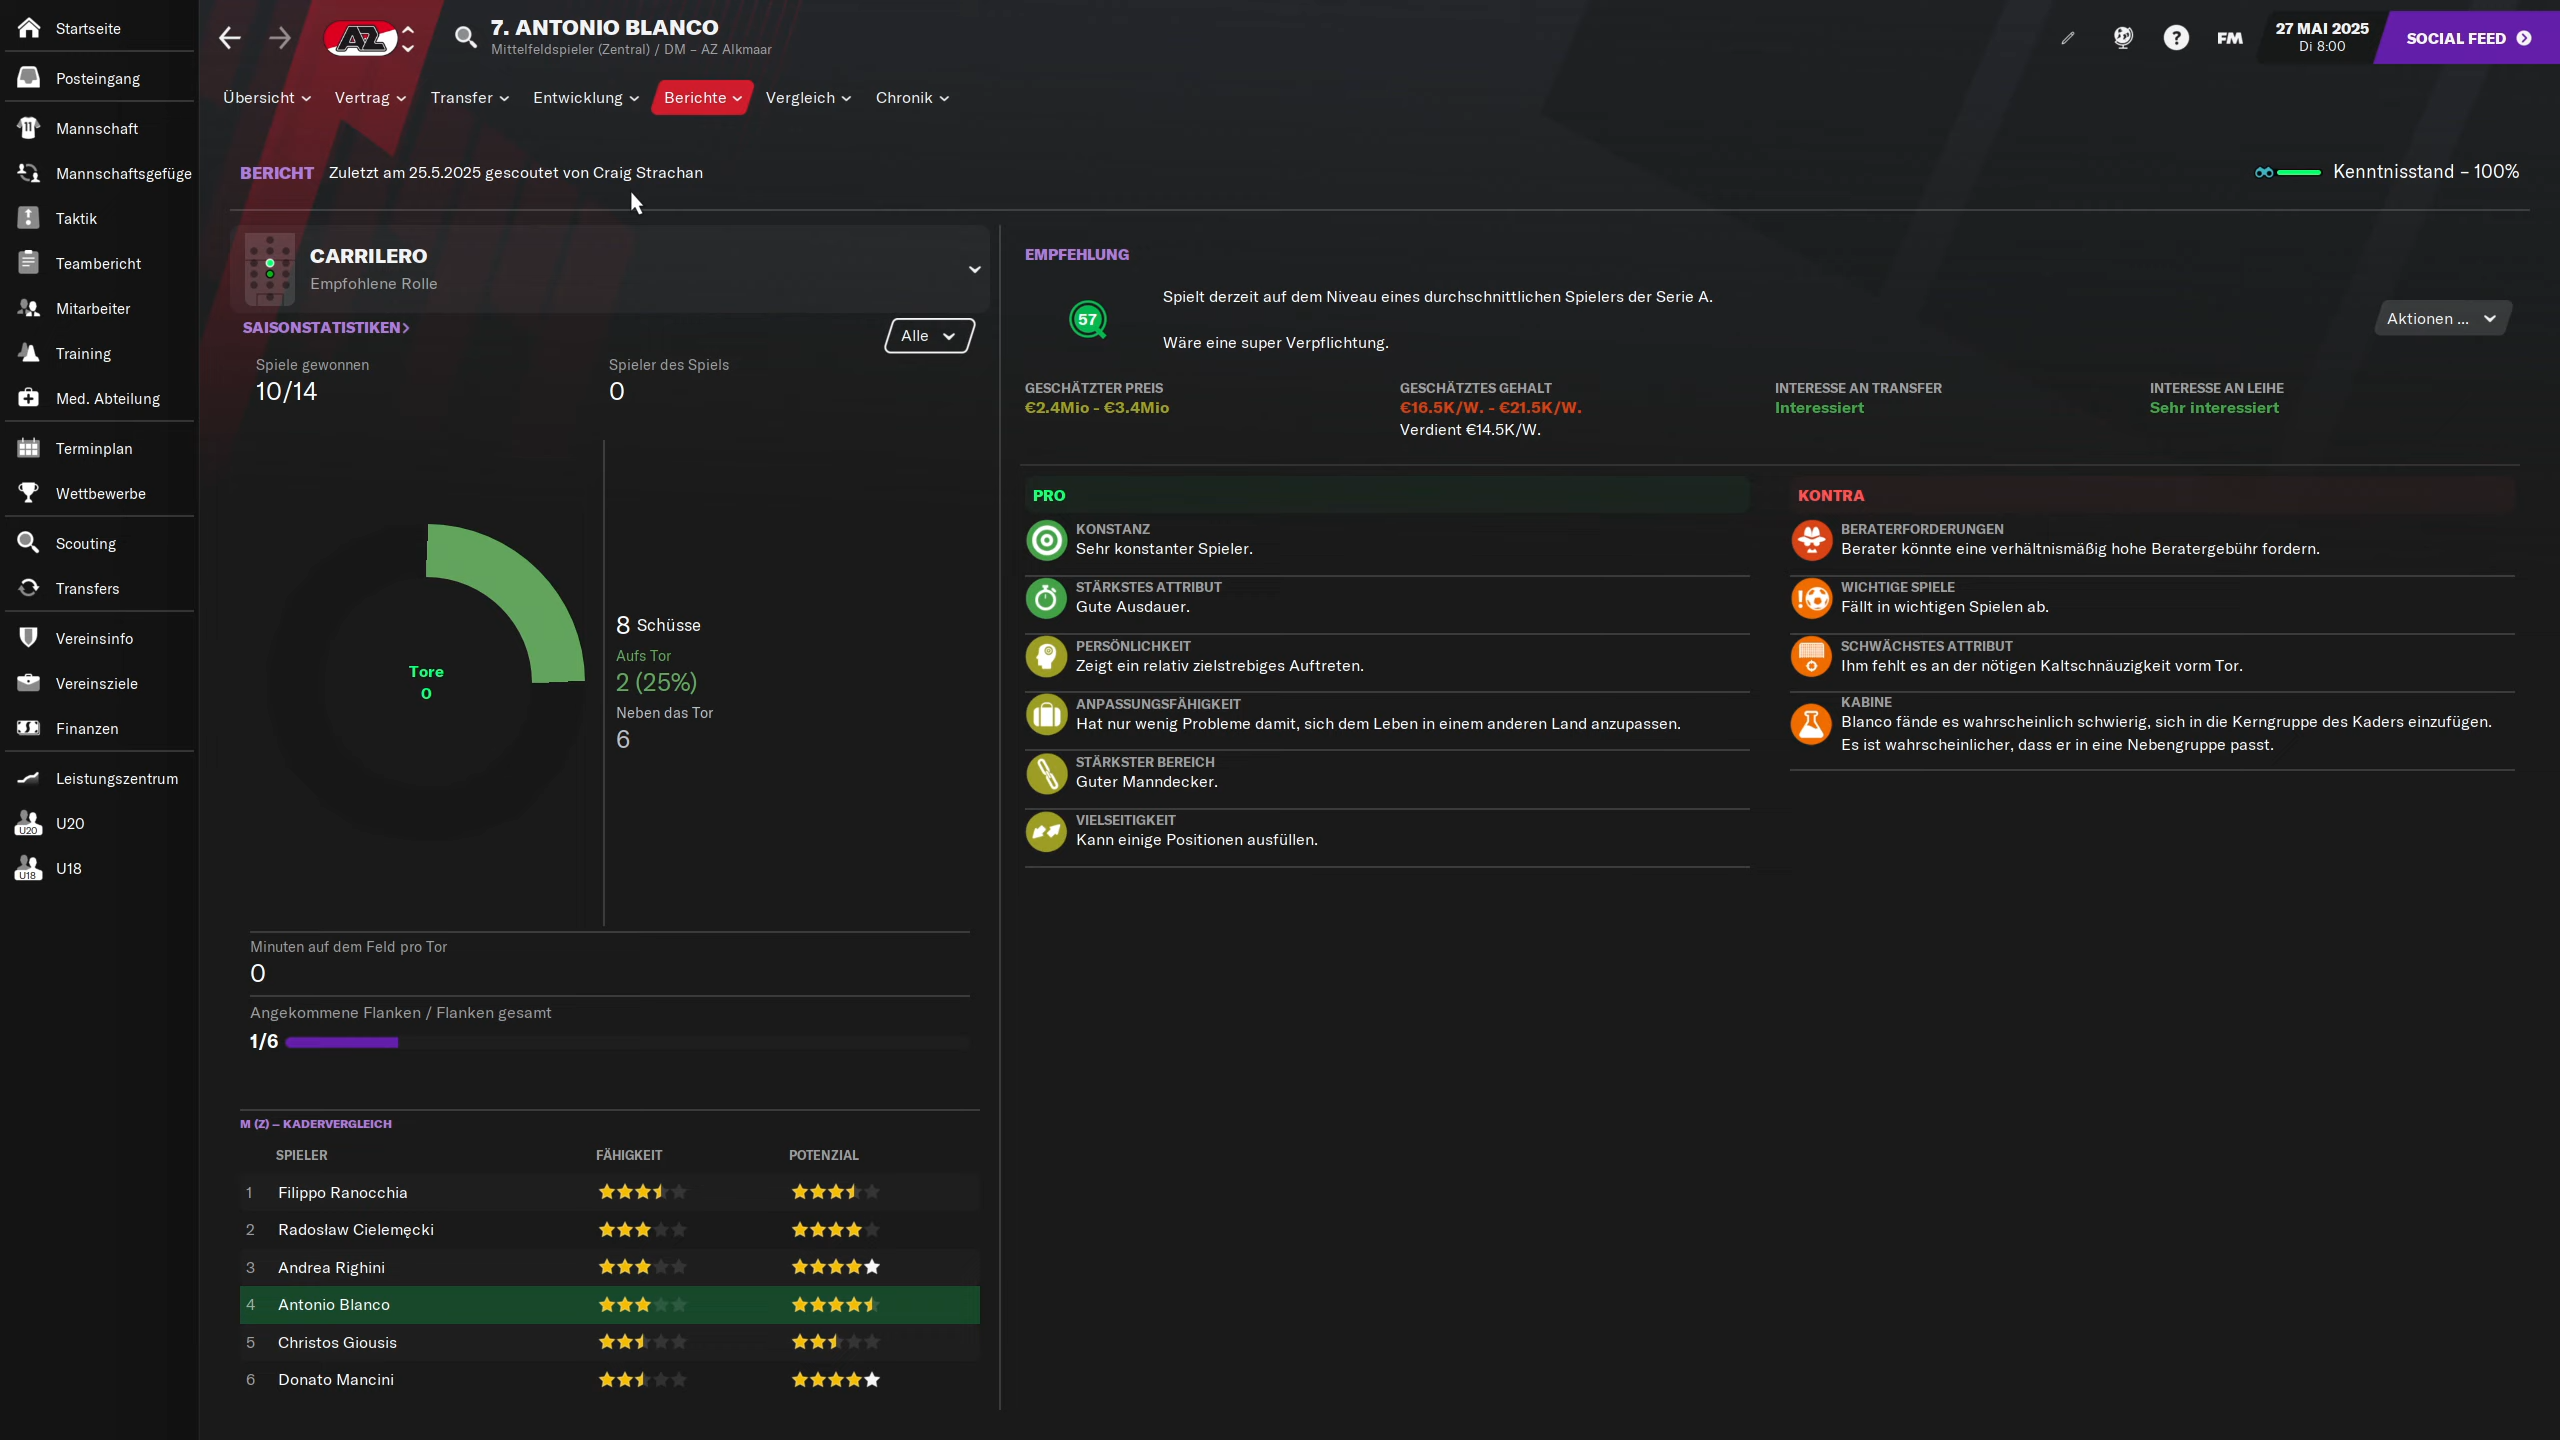 Startseite
Posteingang
Mannschaft
Mannschaftsgefüge
Taktik
Teambericht
Mitarbeiter
Training
Med. Abteilung
Terminplan
Wettbewerbe
Scouting
Transfers
Vereinsinfo
Vereinsziele
Finanzen
Leistungszentrum
U20
U20
U18
U18
AZ
7. ANTONIO BLANCO
Mittelfeldspieler (Zentral) / DM – AZ Alkmaar
?
FM
27 MAI 2025
Di 8:00
SOCIAL FEED
Übersicht
Vertrag
Transfer
Entwicklung
Berichte
Vergleich
Chronik
BERICHT Zuletzt am 25.5.2025 gescoutet von Craig Strachan
Kenntnisstand – 100%
CARRILERO
Empfohlene Rolle
SAISONSTATISTIKEN>
Alle
Spiele gewonnen
10/14
Spieler des Spiels
0
Tore
0
8 Schüsse
Aufs Tor
2 (25%)
Neben das Tor
6
Minuten auf dem Feld pro Tor
0
Angekommene Flanken / Flanken gesamt
1/6
M (Z) – KADERVERGLEICH
SPIELER FÄHIGKEIT POTENZIAL
1 Filippo Ranocchia
2 Radosław Cielemęcki
3 Andrea Righini
4 Antonio Blanco
5 Christos Giousis
6 Donato Mancini
EMPFEHLUNG
57
Spielt derzeit auf dem Niveau eines durchschnittlichen Spielers der Serie A.
Wäre eine super Verpflichtung.
Aktionen ...
GESCHÄTZTER PREIS
€2.4Mio - €3.4Mio
GESCHÄTZTES GEHALT
€16.5K/W. - €21.5K/W.
Verdient €14.5K/W.
INTERESSE AN TRANSFER
Interessiert
INTERESSE AN LEIHE
Sehr interessiert
PRO
KONSTANZ
Sehr konstanter Spieler.
STÄRKSTES ATTRIBUT
Gute Ausdauer.
PERSÖNLICHKEIT
Zeigt ein relativ zielstrebiges Auftreten.
ANPASSUNGSFÄHIGKEIT
Hat nur wenig Probleme damit, sich dem Leben in einem anderen Land anzupassen.
STÄRKSTER BEREICH
Guter Manndecker.
VIELSEITIGKEIT
Kann einige Positionen ausfüllen.
KONTRA
BERATERFORDERUNGEN
Berater könnte eine verhältnismäßig hohe Beratergebühr fordern.
WICHTIGE SPIELE
Fällt in wichtigen Spielen ab.
SCHWÄCHSTES ATTRIBUT
Ihm fehlt es an der nötigen Kaltschnäuzigkeit vorm Tor.
KABINE
Blanco fände es wahrscheinlich schwierig, sich in die Kerngruppe des Kaders einzufügen.
Es ist wahrscheinlicher, dass er in eine Nebengruppe passt.